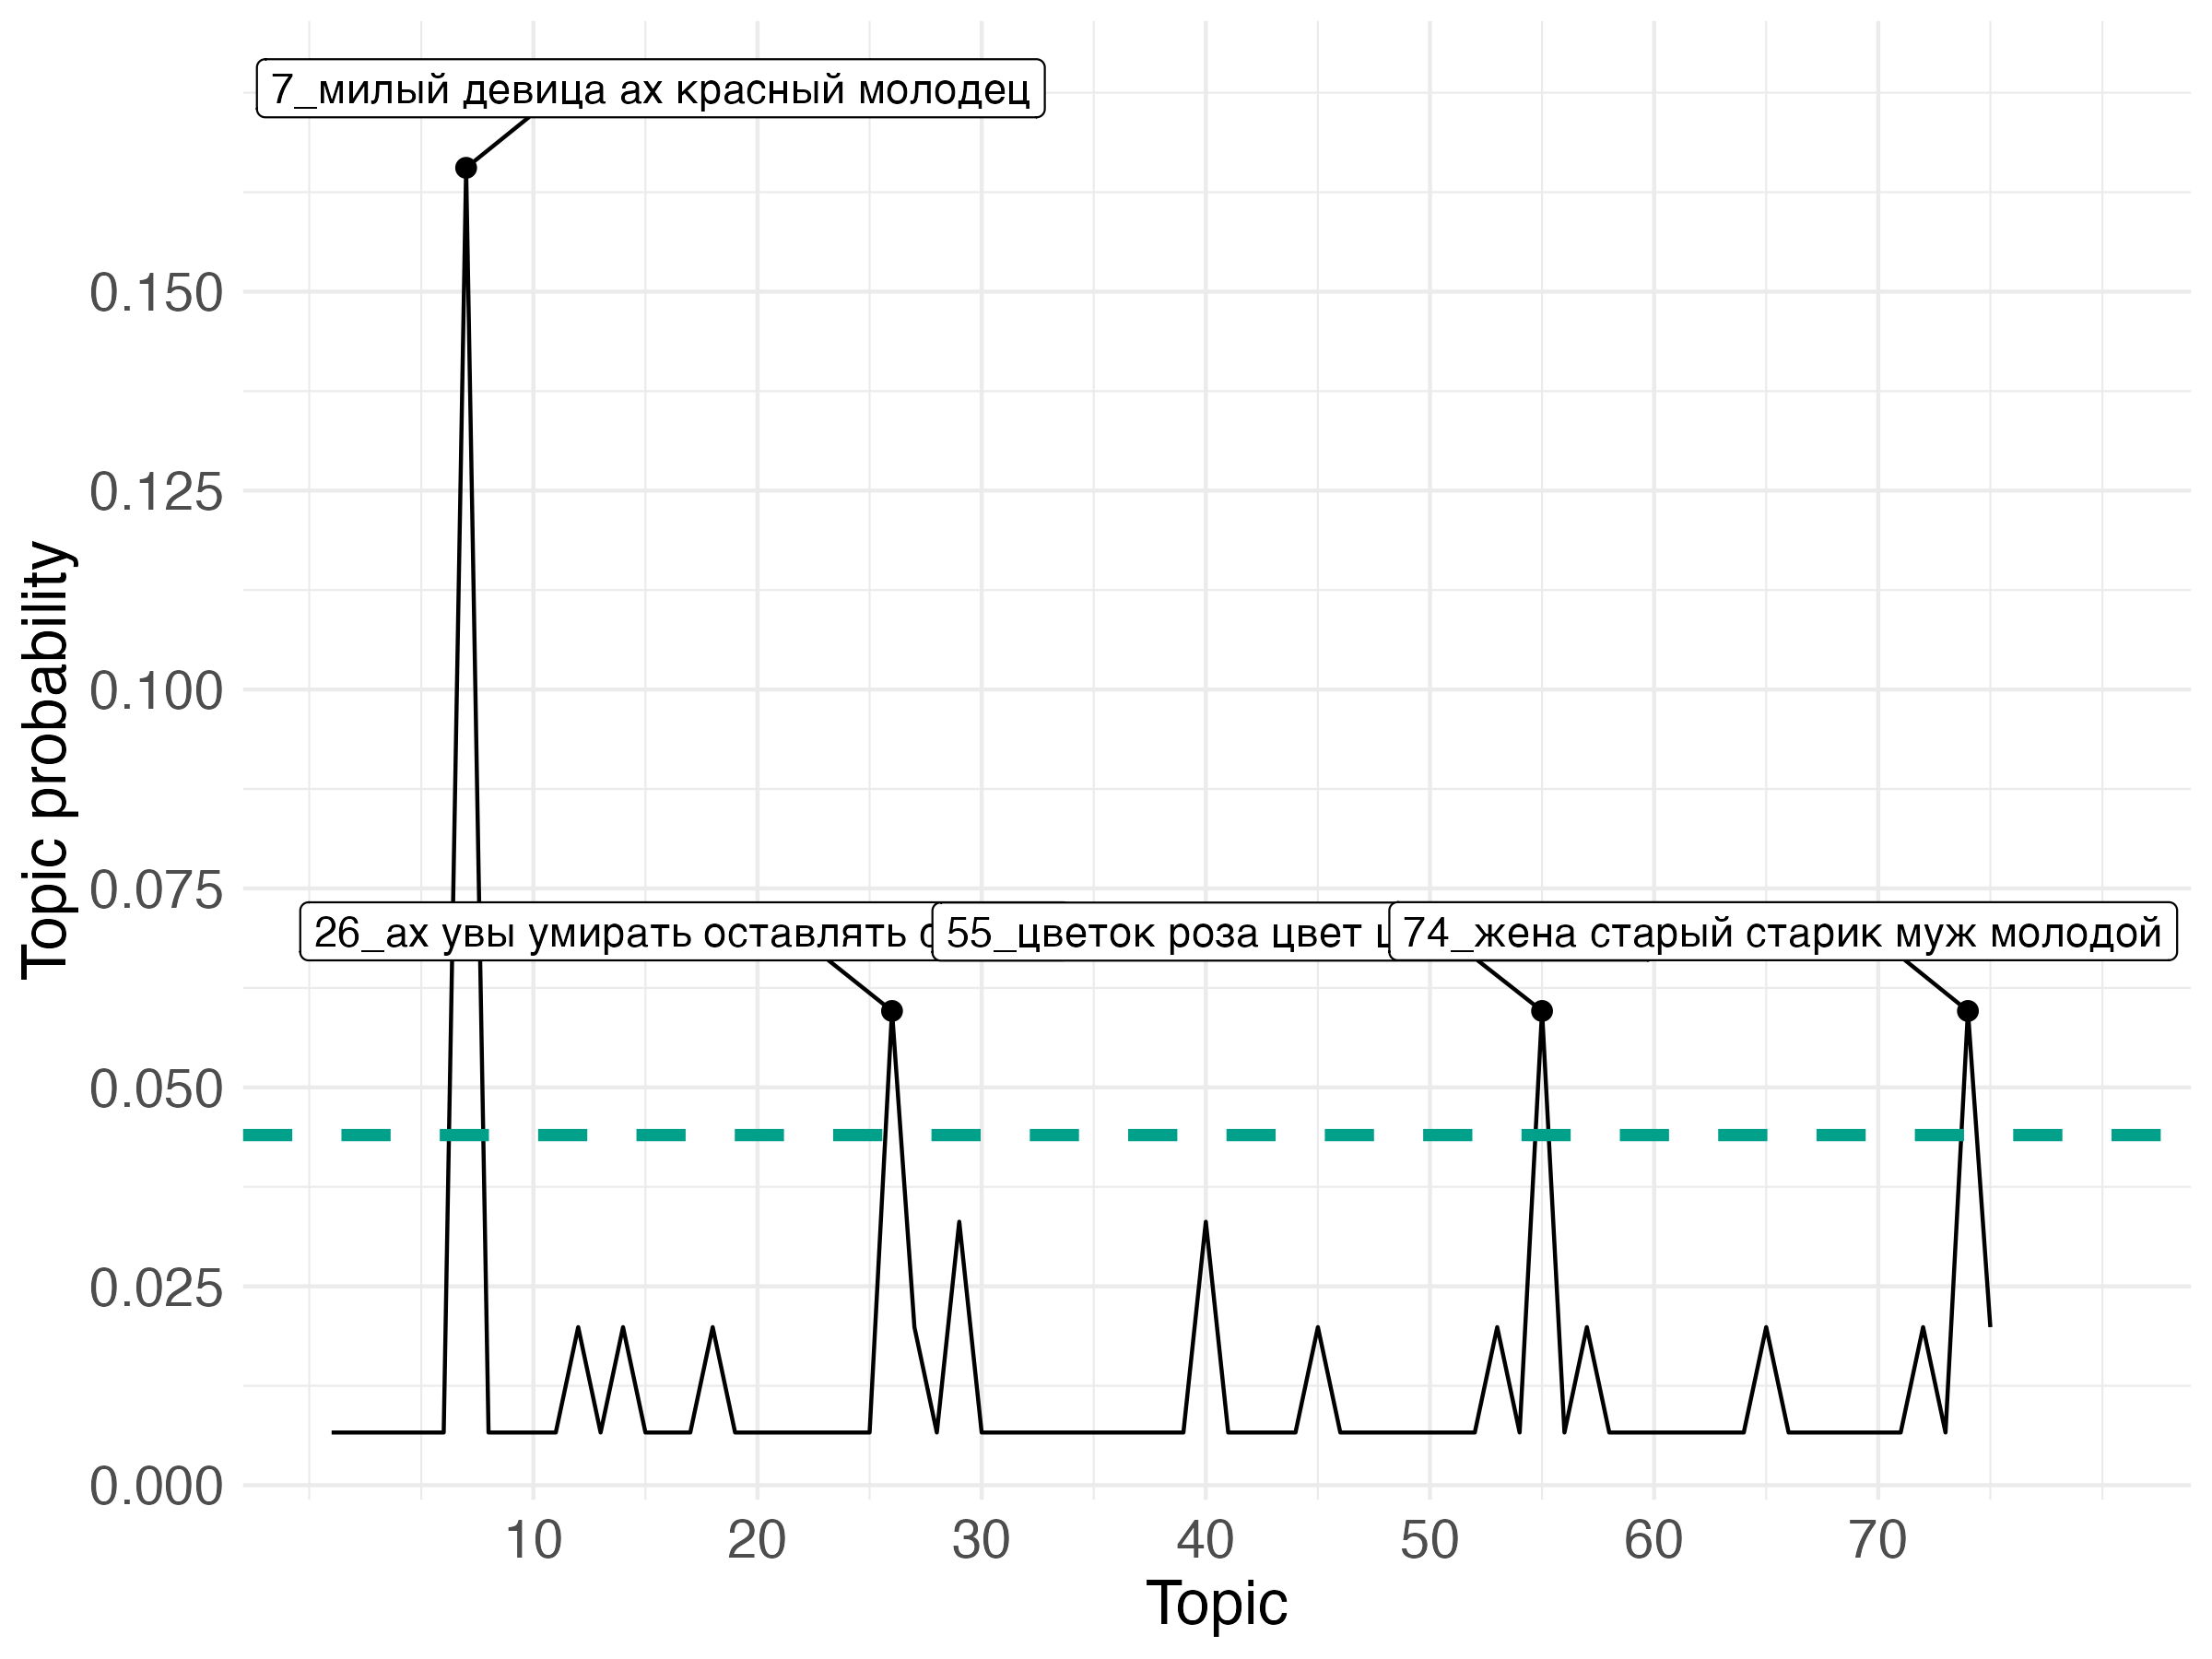 7_милый девица ах красный молодец
0.150
0.125
0.100
0.075
26_ах увы умирать оставлять
55_цветок роза цвет
74_жена старый старик муж молодой
0.050
0.025
0.000
10 20 30 40 50 60 70
Topic
Topic probability